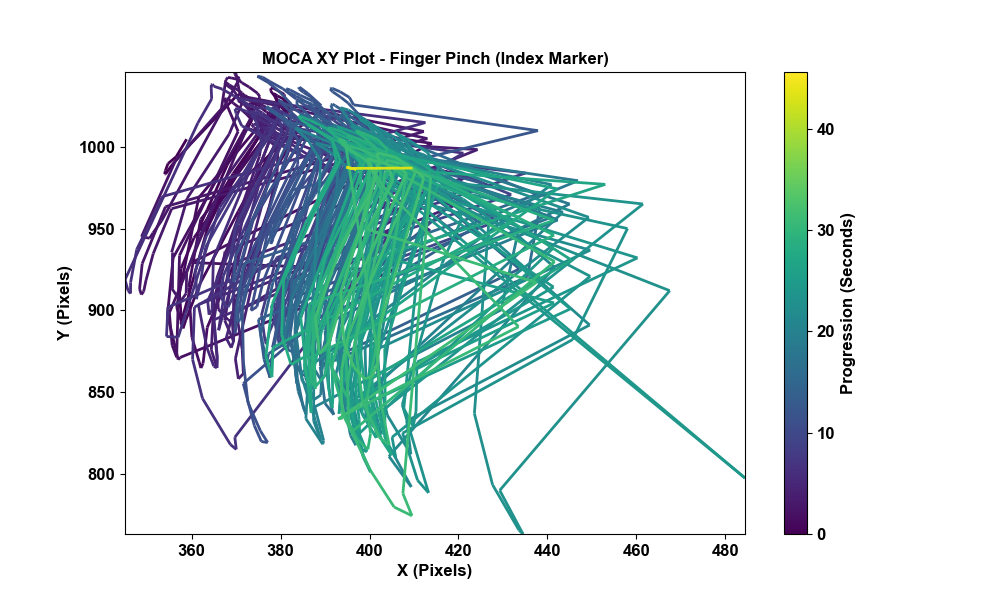 MOCA XY Plot - Finger Pinch (Index Marker)
Y (Pixels)
1000
950
900
850
800
360 380 400 420 440 460 480
X (Pixels)
40
30
20
10
0
Progression (Seconds)